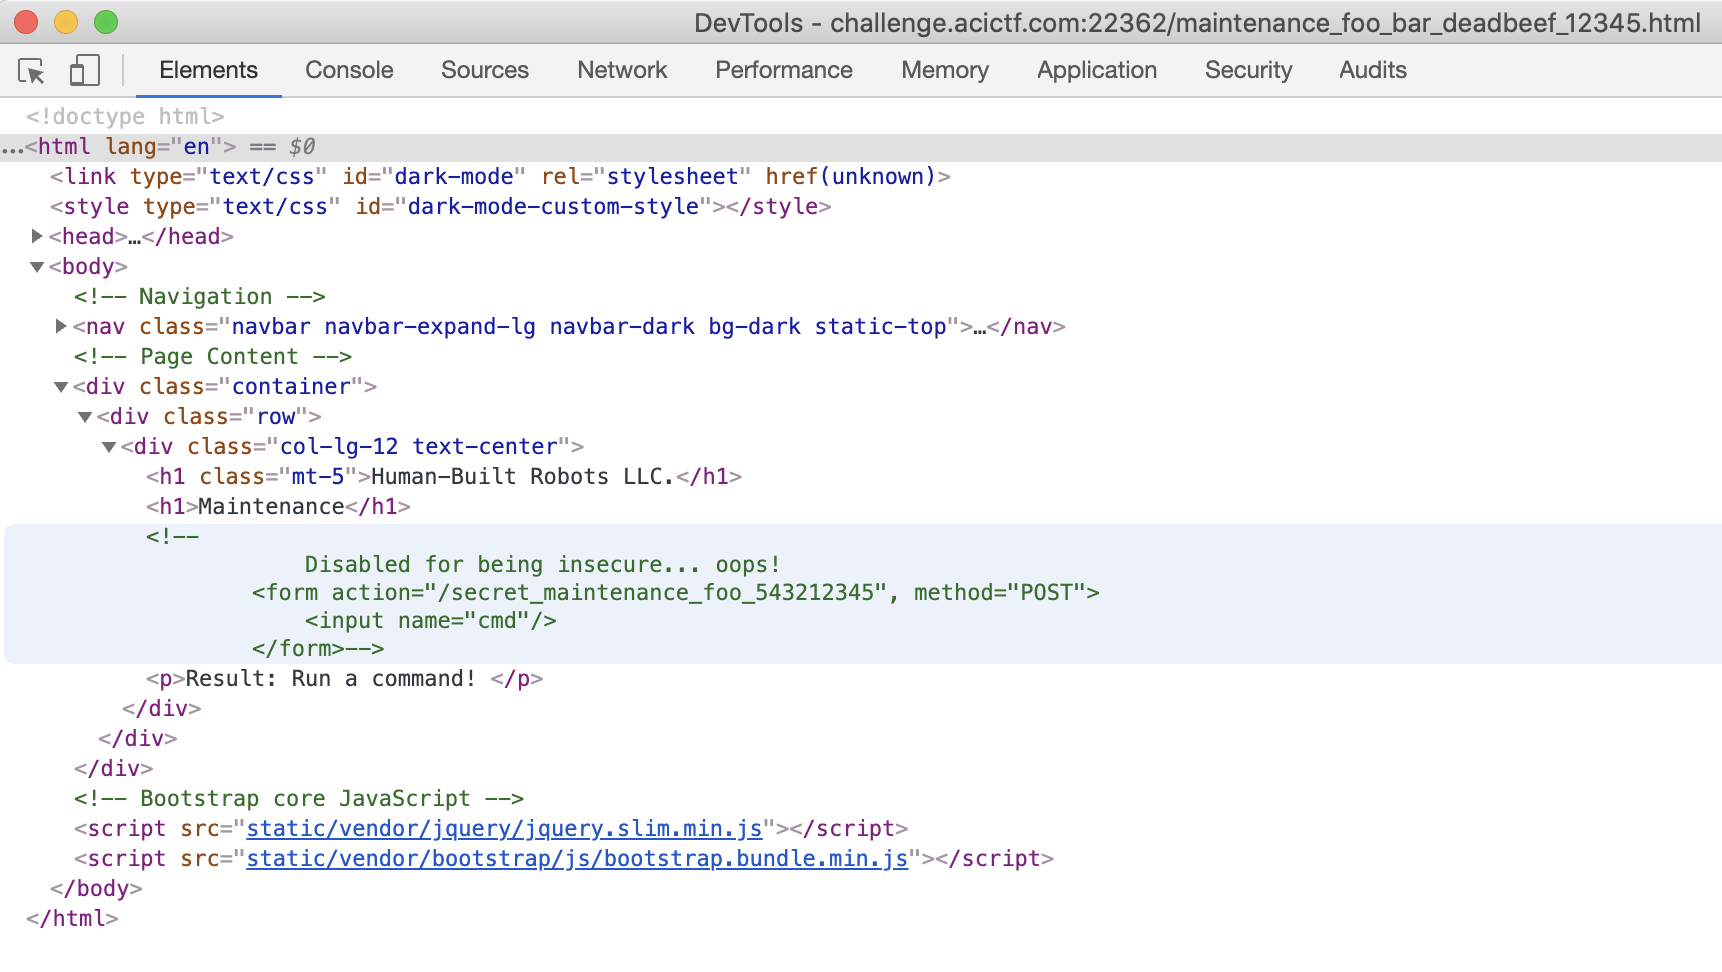 DevTools - challenge.acictf.com:22362/maintenance_foo_bar_deadbeef_12345.html
Elements Console Sources Network Performance Memory Application Security Audits
<!doctype html>
...<html lang="en"> == $0
<link type="text/css" id="dark-mode" rel="stylesheet" href(unknown)>
<style type="text/css" id="dark-mode-custom-style"></style>
▶<head>…</head>
▼<body>
<!-- Navigation -->
▶<nav class="navbar navbar-expand-lg navbar-dark bg-dark static-top">…</nav>
<!-- Page Content -->
▼<div class="container">
▼<div class="row">
▼<div class="col-lg-12 text-center">
<h1 class="mt-5">Human-Built Robots LLC.</h1>
<h1>Maintenance</h1>
<!--
Disabled for being insecure... oops!
<form action="/secret_maintenance_foo_543212345", method="POST">
<input name="cmd"/>
</form>-->
<p>Result: Run a command! </p>
</div>
</div>
</div>
<!-- Bootstrap core JavaScript -->
<script src="static/vendor/jquery/jquery.slim.min.js"></script>
<script src="static/vendor/bootstrap/js/bootstrap.bundle.min.js"></script>
</body>
</html>